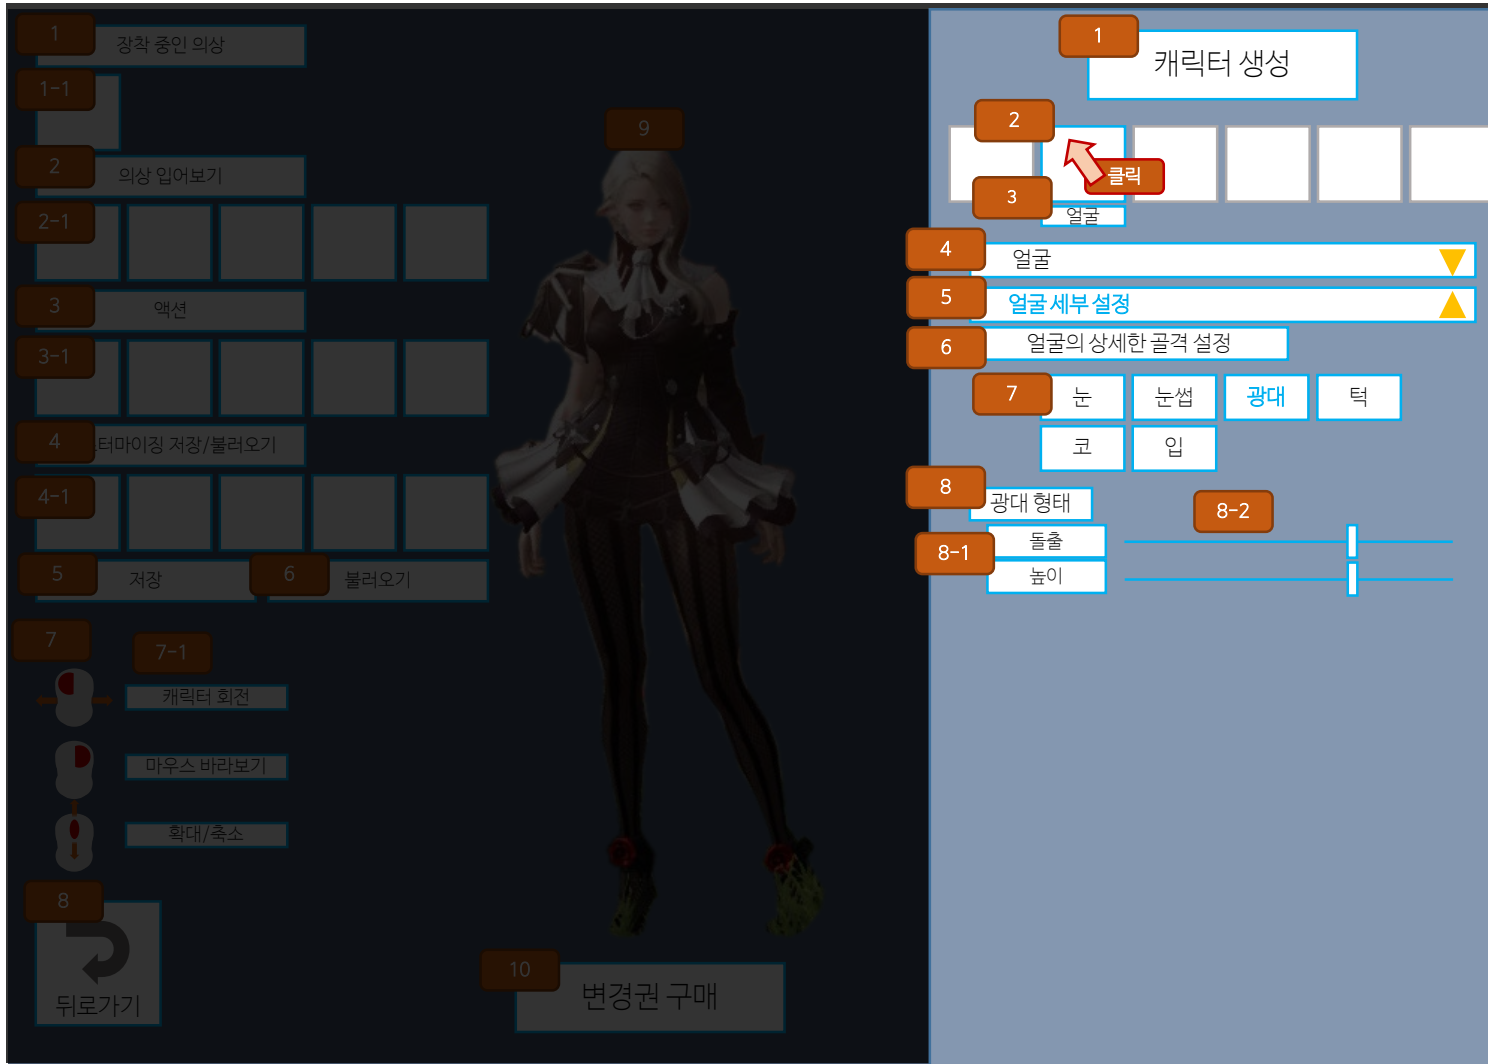 1
장착 중인 의상
1-1
2
의상 입어보기
2-1
3
액션
3-1
4
터마이징 저장/불러오기
4-1
5
저장
6
불러오기
7
7-1
캐릭터 회전
마우스 바라보기
확대/축소
8
뒤로가기
9
10
변경권 구매
1
캐릭터 생성
2
클릭
3
얼굴
4
얼굴
5
얼굴 세부 설정
6
얼굴의 상세한 골격 설정
7
눈
눈썹
광대
턱
코
입
8
광대 형태
8-1
8-2
돌출
높이